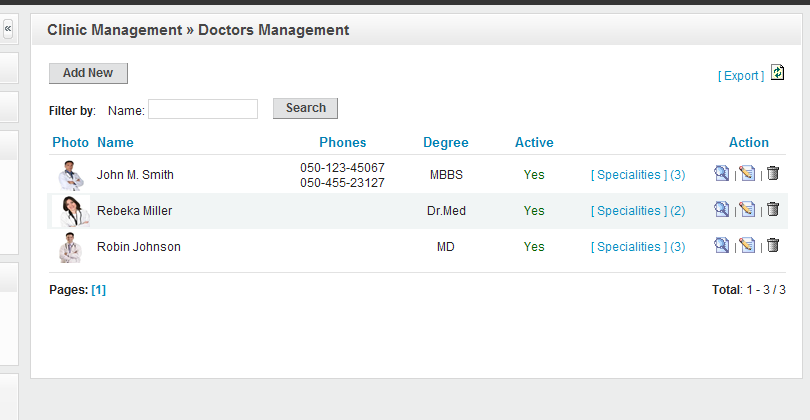 «
Clinic Management » Doctors Management
Add New
[ Export ]
Filter by: Name: Search
Photo Name Phones Degree Active Action
John M. Smith 050-123-45067 050-455-23127 MBBS Yes [ Specialities ] (3) | |
Rebeka Miller Dr.Med Yes [ Specialities ] (2) | |
Robin Johnson MD Yes [ Specialities ] (3) | |
Pages: [1] Total: 1 - 3 / 3